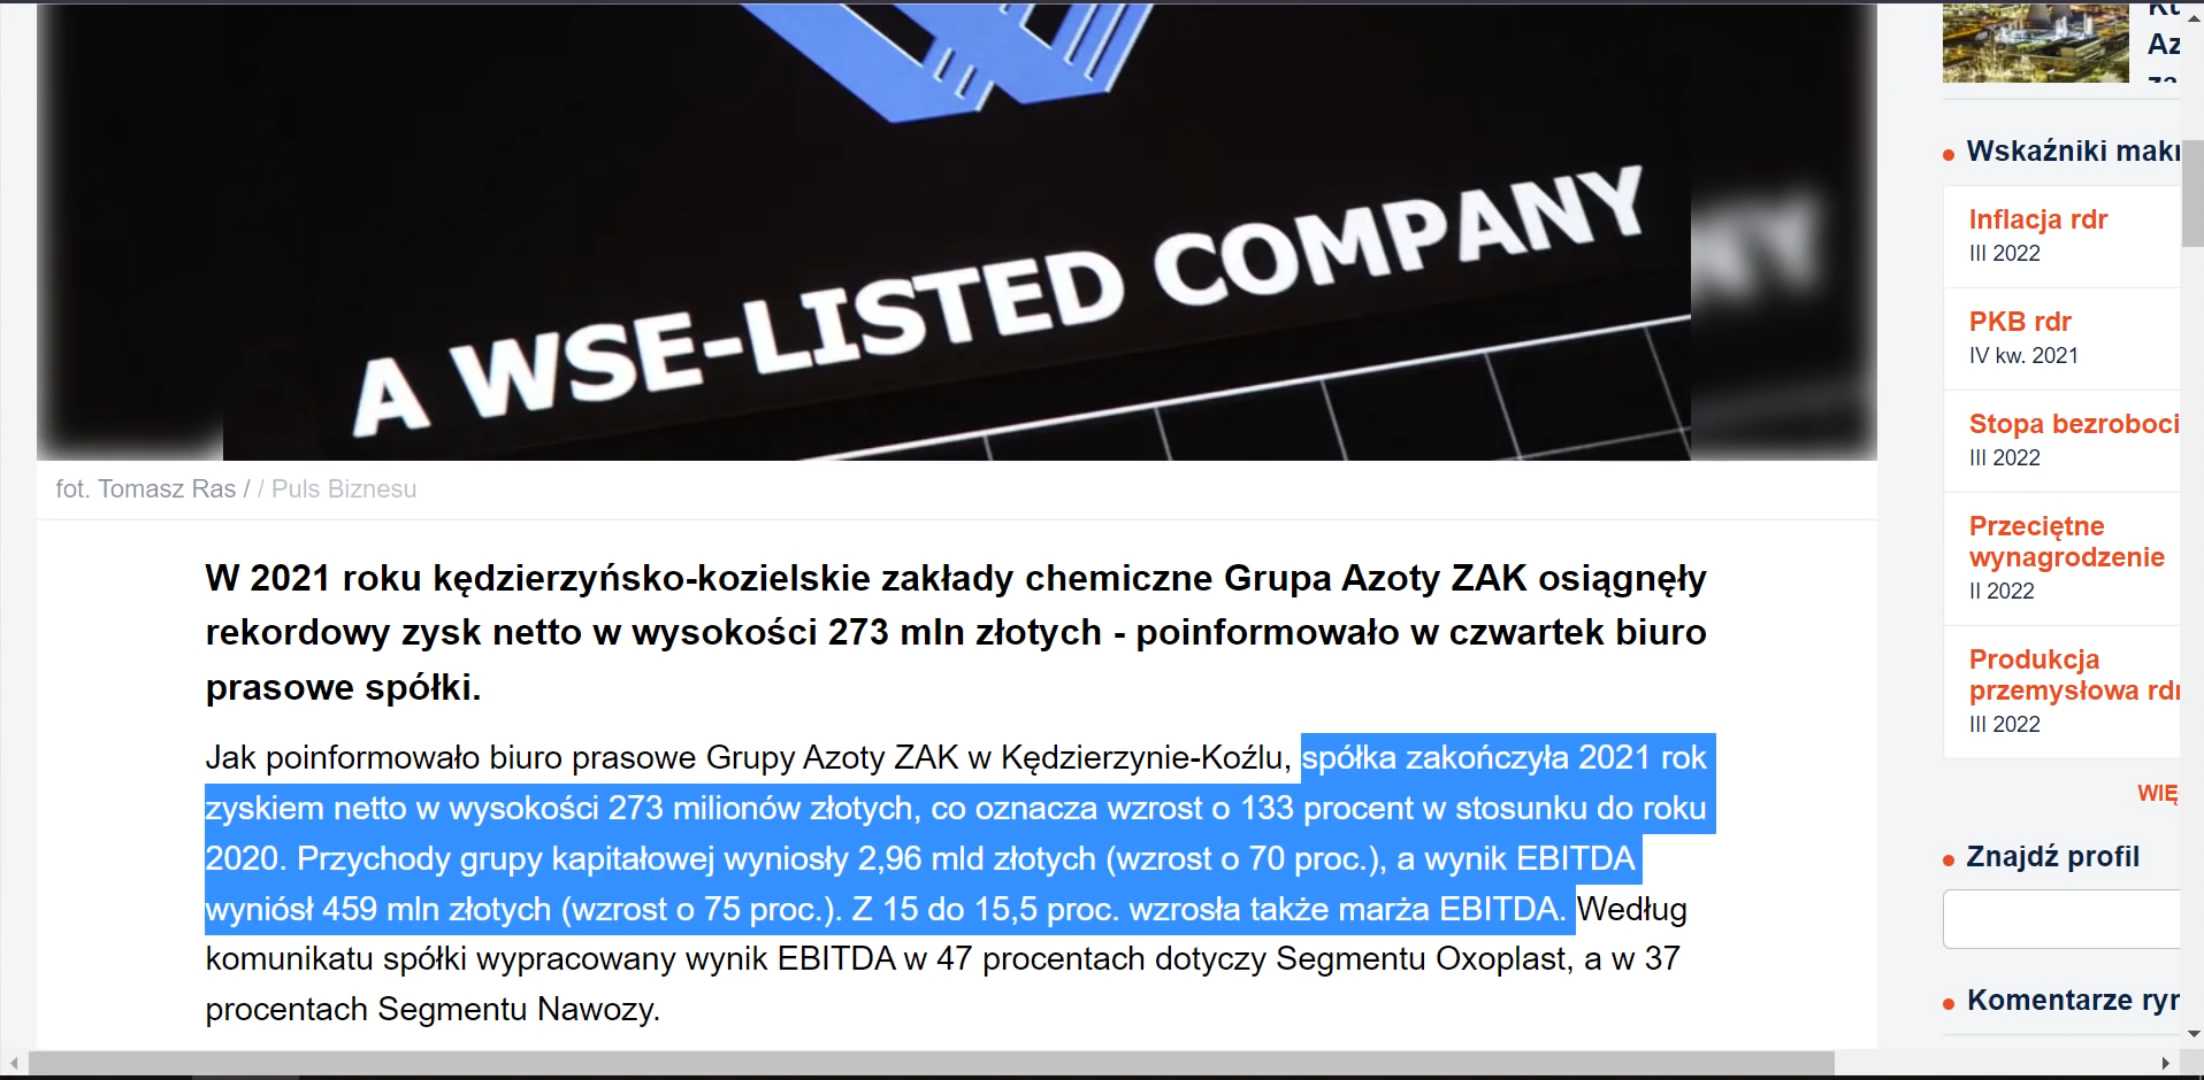 A WSE-LISTED COMPANY
NY
fot. Tomasz Ras / / Puls Biznesu
W 2021 roku kędzierzyńsko-kozielskie zakłady chemiczne Grupa Azoty ZAK osiągnęły
rekordowy zysk netto w wysokości 273 mln złotych - poinformowało w czwartek biuro
prasowe spółki.
Jak poinformowało biuro prasowe Grupy Azoty ZAK w Kędzierzynie-Koźlu, spółka zakończyła 2021 rok
zyskiem netto w wysokości 273 milionów złotych, co oznacza wzrost o 133 procent w stosunku do roku
2020. Przychody grupy kapitałowej wyniosły 2,96 mld złotych (wzrost o 70 proc.), a wynik EBITDA
wyniósł 459 mln złotych (wzrost o 75 proc.). Z 15 do 15,5 proc. wzrosła także marża EBITDA. Według
komunikatu spółki wypracowany wynik EBITDA w 47 procentach dotyczy Segmentu Oxoplast, a w 37
procentach Segmentu Nawozy.
Az
Wskaźniki makr
Inflacja rdr
III 2022
PKB rdr
IV kw. 2021
Stopa bezroboci
III 2022
Przeciętne
wynagrodzenie
II 2022
Produkcja
przemysłowa rdr
III 2022
WIĘ
Znajdź profil
Komentarze ryn